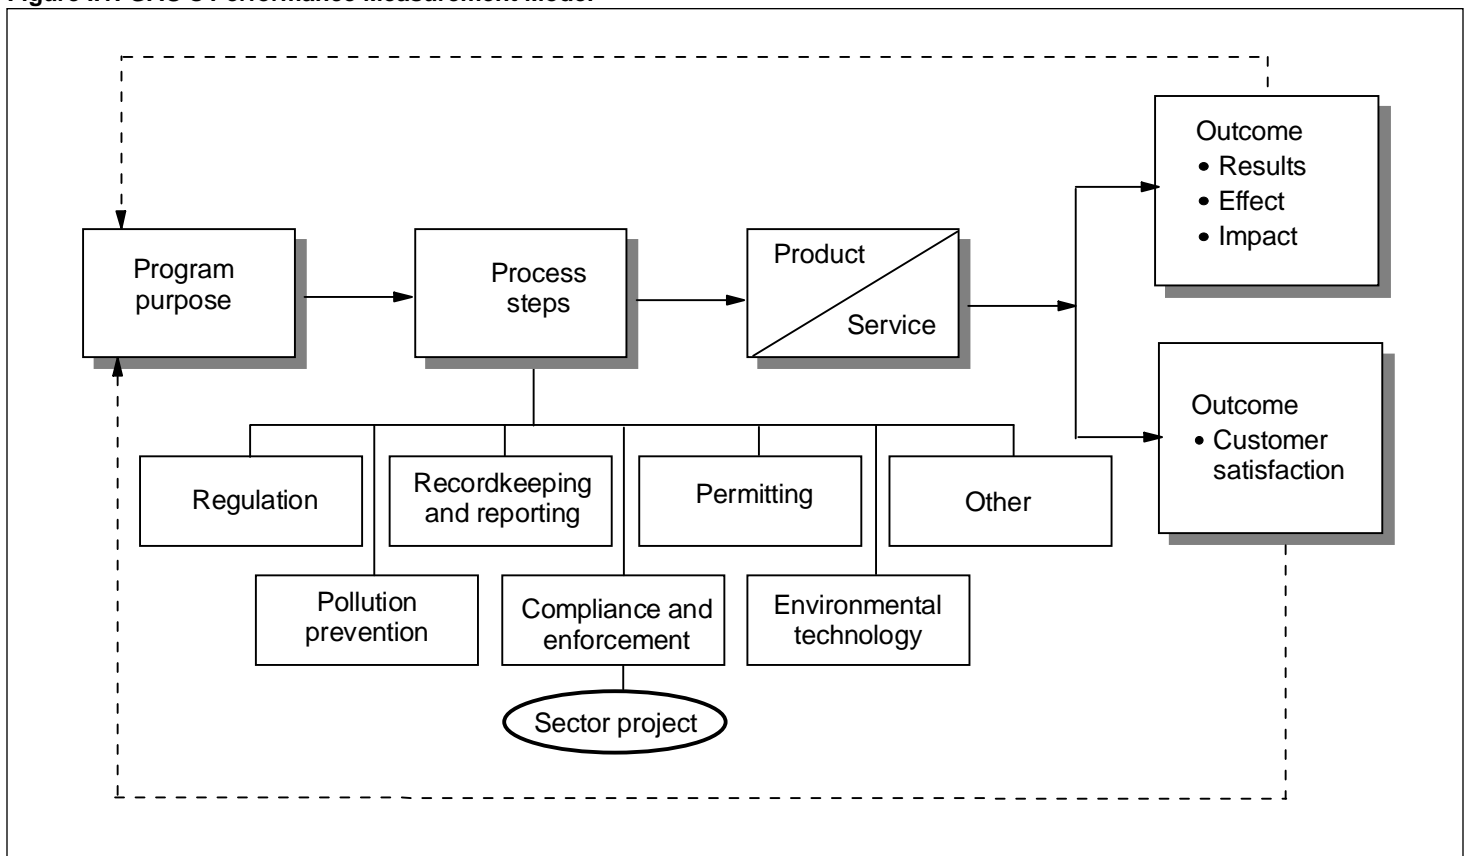 Outcome
• Results
• Effect
• Impact
Program
purpose
Process
steps
Product
Service
Outcome
• Customer
satisfaction
Regulation
Recordkeeping
and reporting
Permitting
Other
Pollution
prevention
Compliance and
enforcement
Environmental
technology
Sector project